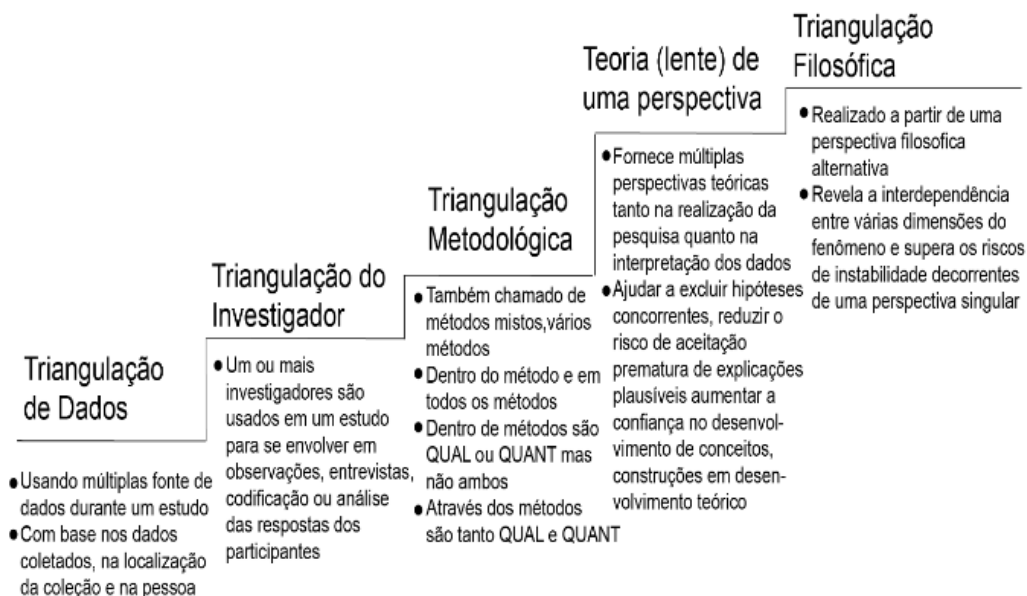 Triangulação
de Dados
● Usando múltiplas fonte de
dados durante um estudo
● Com base nos dados
coletados, na localização
da coleção e na pessoa
Triangulação do
Investigador
● Um ou mais
investigadores são
usados em um estudo
para se envolver em
observações, entrevistas,
codificação ou análise
das respostas dos
participantes
Triangulação
Metodológica
● Também chamado de
métodos mistos,vários
métodos
● Dentro do método e em
todos os métodos
● Dentro de métodos são
QUAL ou QUANT mas
não ambos
● Através dos métodos
são tanto QUAL e QUANT
Teoria (lente) de
uma perspectiva
● Fornece múltiplas
perspectivas teóricas
tanto na realização da
pesquisa quanto na
interpretação dos dados
● Ajudar a excluir hipóteses
concorrentes, reduzir o
risco de aceitação
prematura de explicações
plausíveis aumentar a
confiança no desenvol-
vimento de conceitos,
construções em desen-
volvimento teórico
Triangulação
Filosófica
● Realizado a partir de uma
perspectiva filosofica
alternativa
● Revela a interdependência
entre várias dimensões do
fenômeno e supera os riscos
de instabilidade decorrentes
de uma perspectiva singular